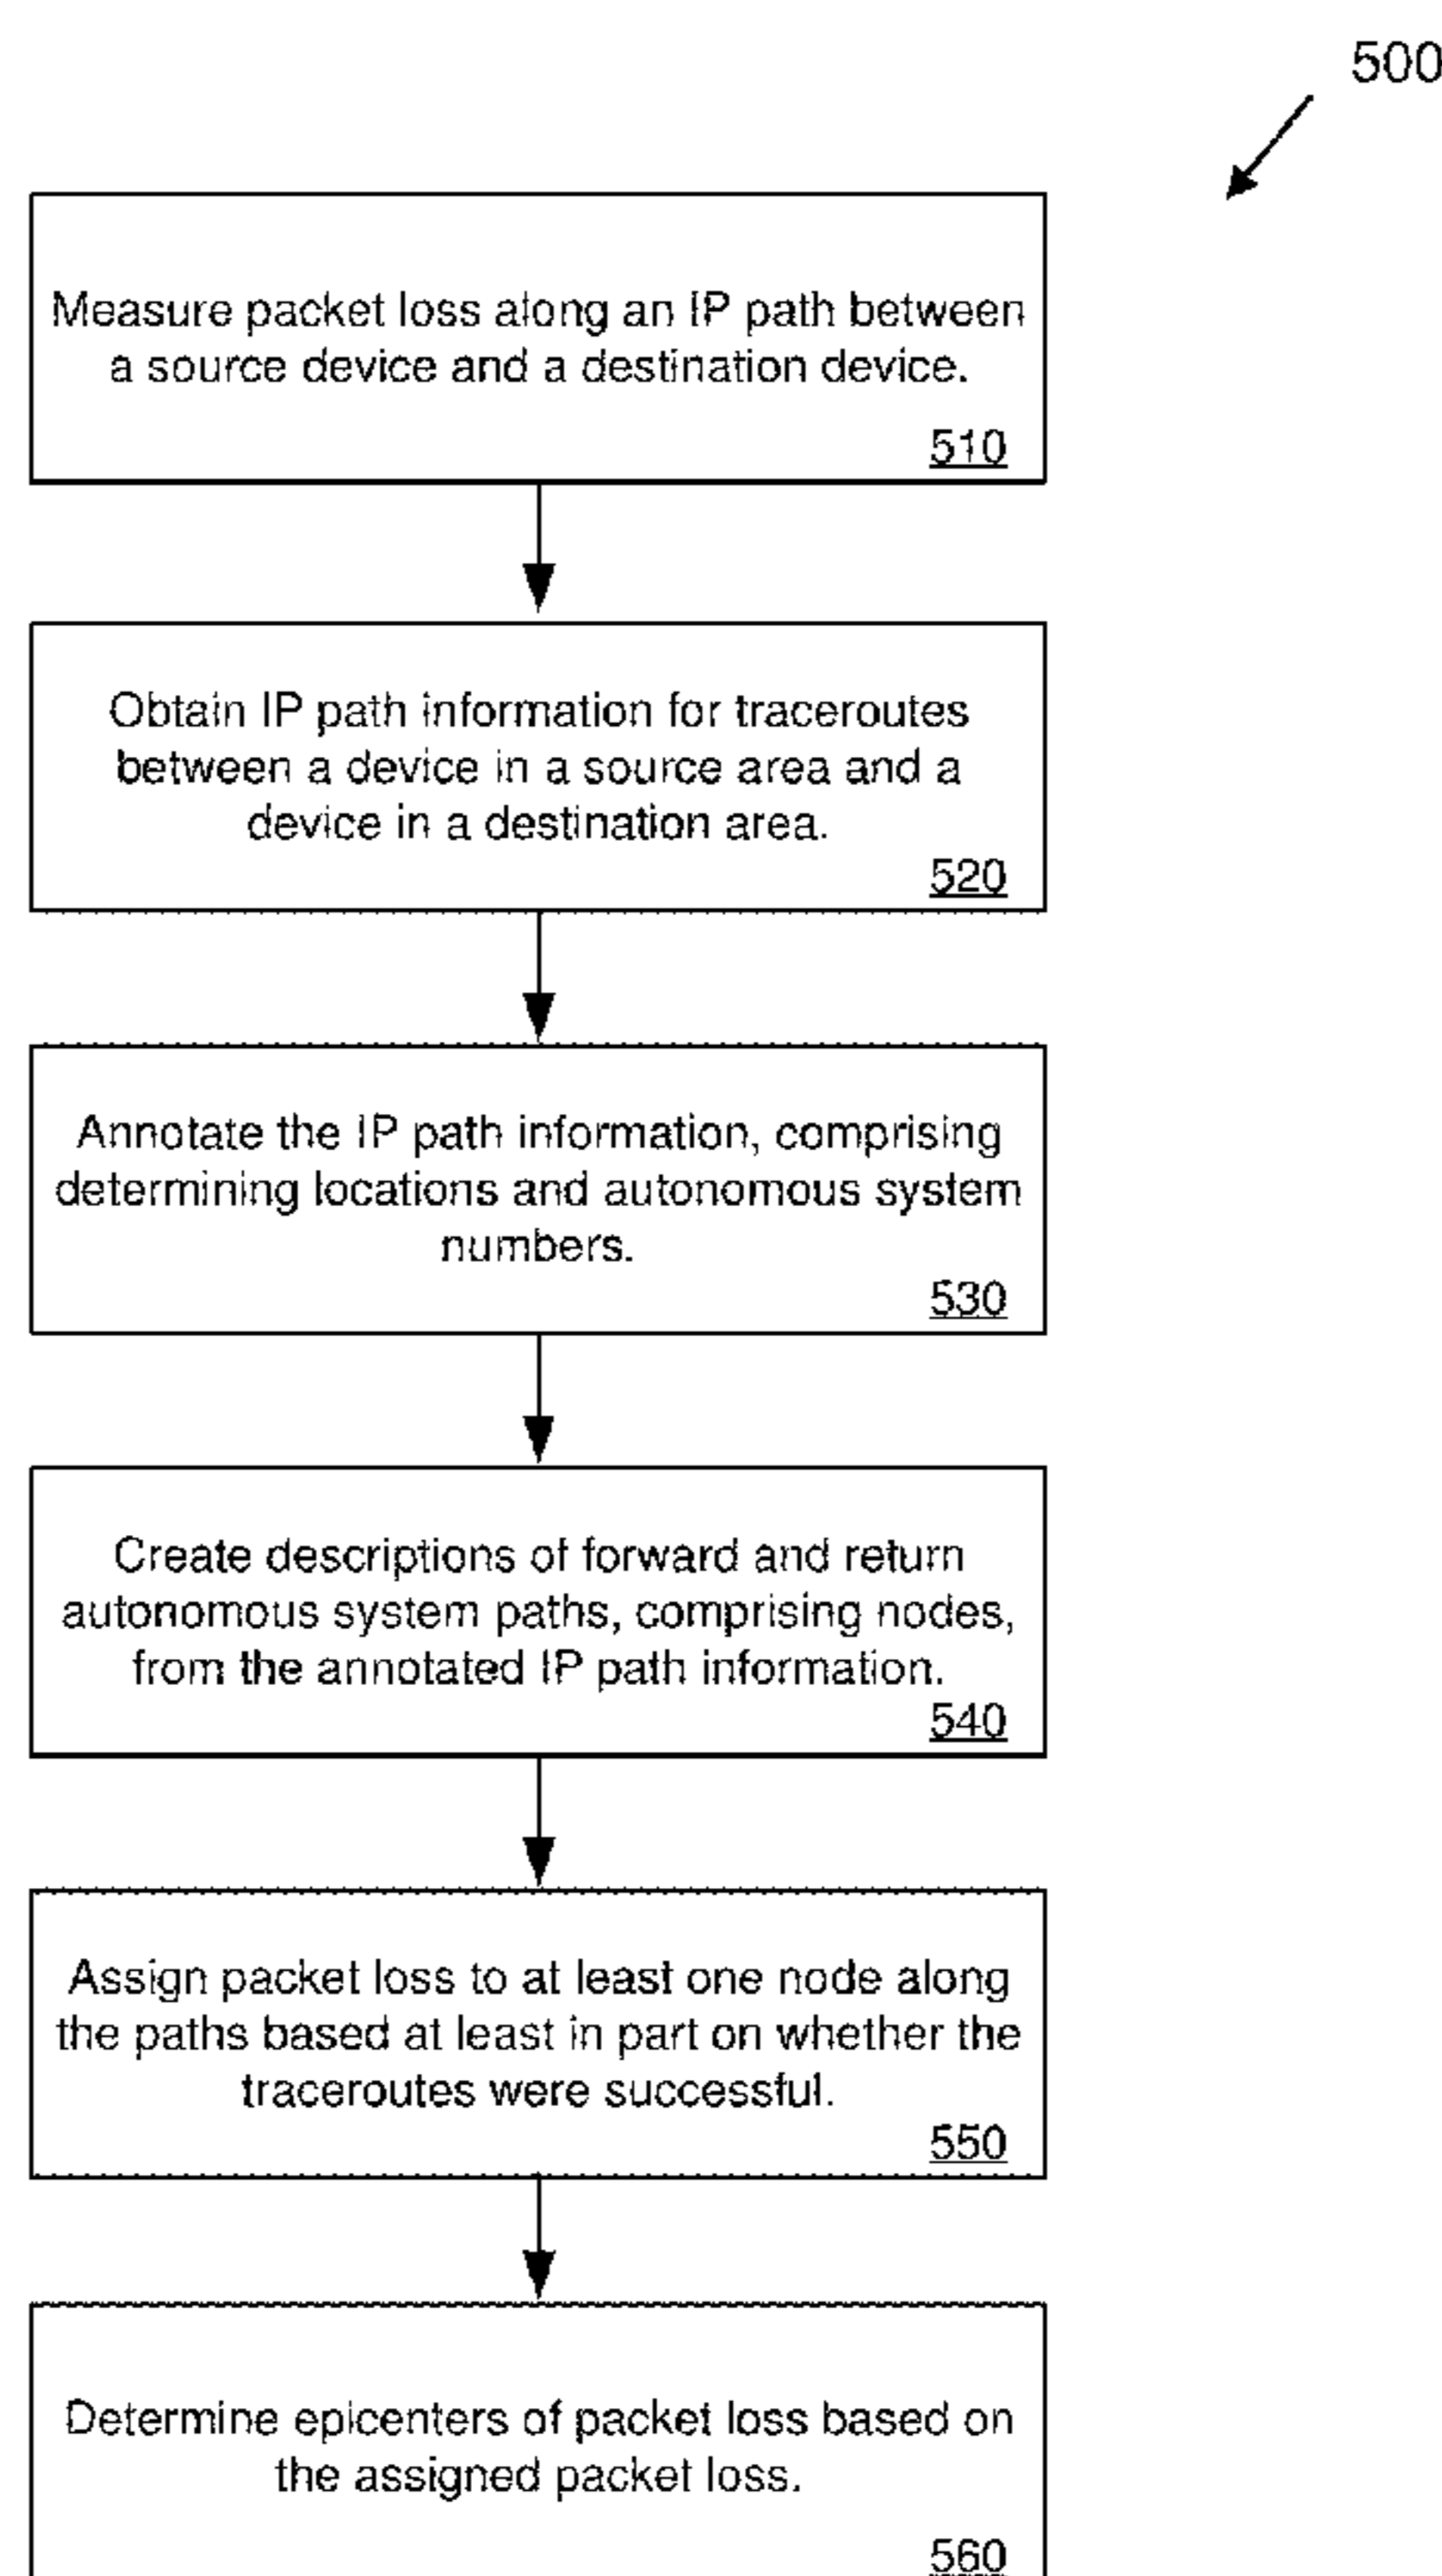 500
Measure packet loss along an IP path between
a source device and a destination device.
510
Obtain IP path information for traceroutes
between a device in a source area and a
device in a destination area.
520
Annotate the IP path information, comprising
determining locations and autonomous system
numbers.
530
Create descriptions of forward and return
autonomous system paths, comprising nodes,
from the annotated IP path information.
540
Assign packet loss to at least one node along
the paths based at least in part on whether the
traceroutes were successful.
550
Determine epicenters of packet loss based on
the assigned packet loss.
560